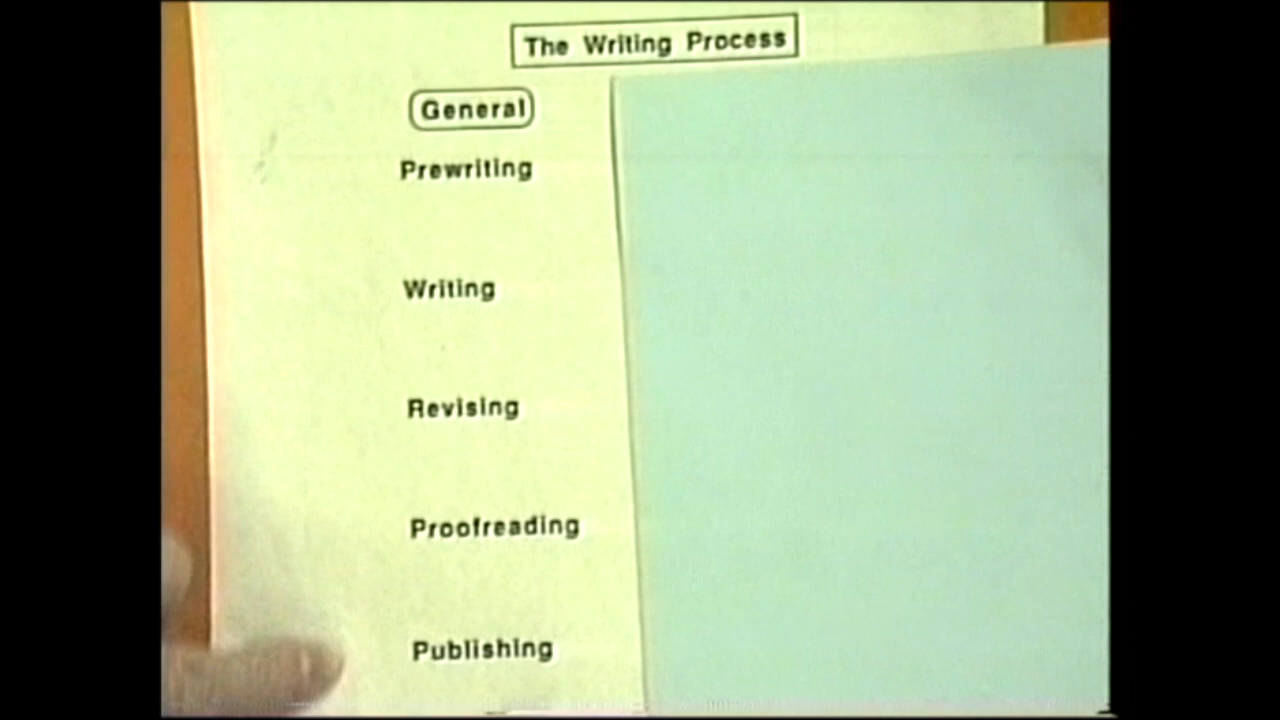 The Writing Process
General
Prewriting
Writing
Revising
Proofreading
Publishing